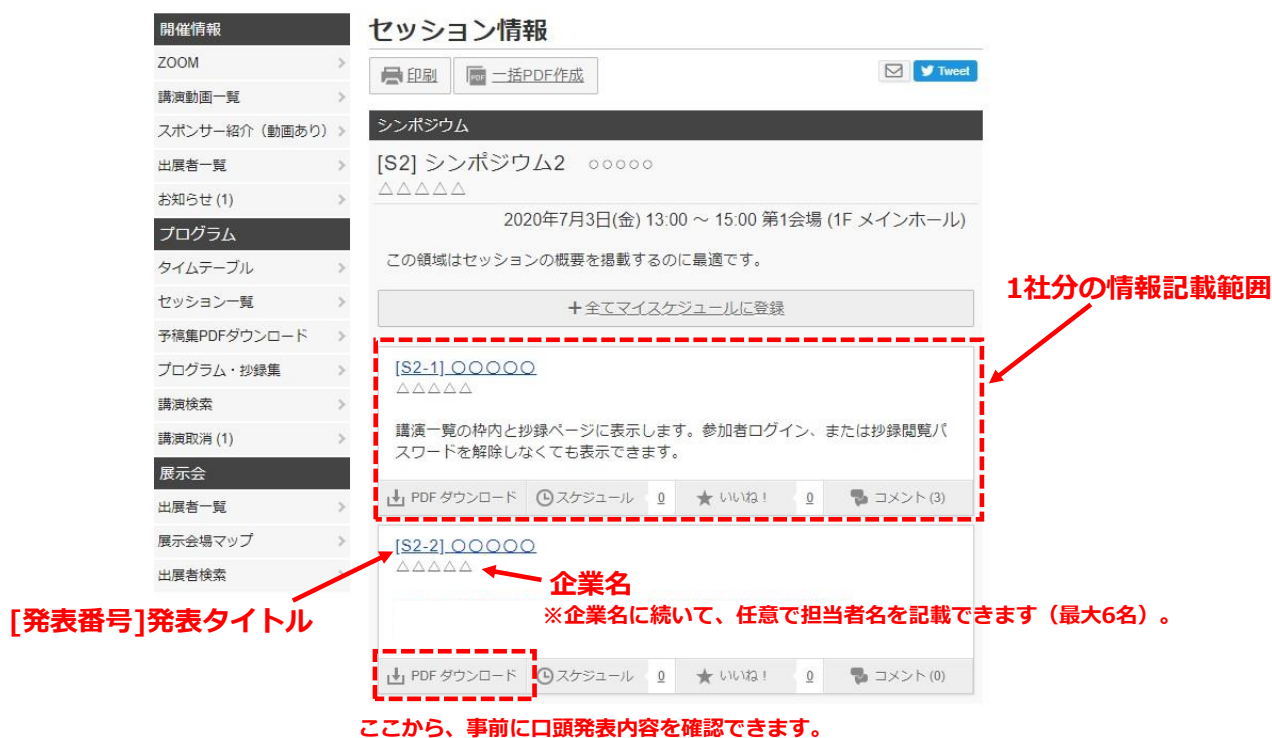 開催情報
ZOOM
講演動画一覧
スポンサー紹介（動画あり）
出展者一覧
お知らせ (1)
プログラム
タイムテーブル
セッション一覧
予稿集PDFダウンロード
プログラム・抄録集
講演検索
講演取消 (1)
展示会
出展者一覧
展示会場マップ
出展者検索
セッション情報
印刷 PDF 一括PDF作成 Tweet
シンポジウム
[S2] シンポジウム2 ○○○○○
△△△△△
2020年7月3日(金) 13:00 ～ 15:00 第1会場 (1F メインホール)
この領域はセッションの概要を掲載するのに最適です。
+全てマイスケジュールに登録
1社分の情報記載範囲
[S2-1] ○○○○○
△△△△△
講演一覧の枠内と抄録ページに表示します。参加者ログイン、または抄録閲覧パ
スワードを解除しなくても表示できます。
PDF ダウンロード スケジュール 0 ★ いいね！ 0 コメント (3)
[S2-2] ○○○○○
△△△△△
企業名
※企業名に続いて、任意で担当者名を記載できます（最大6名）。
[発表番号]発表タイトル
PDF ダウンロード スケジュール 0 ★ いいね！ 0 コメント (0)
ここから、事前に口頭発表内容を確認できます。